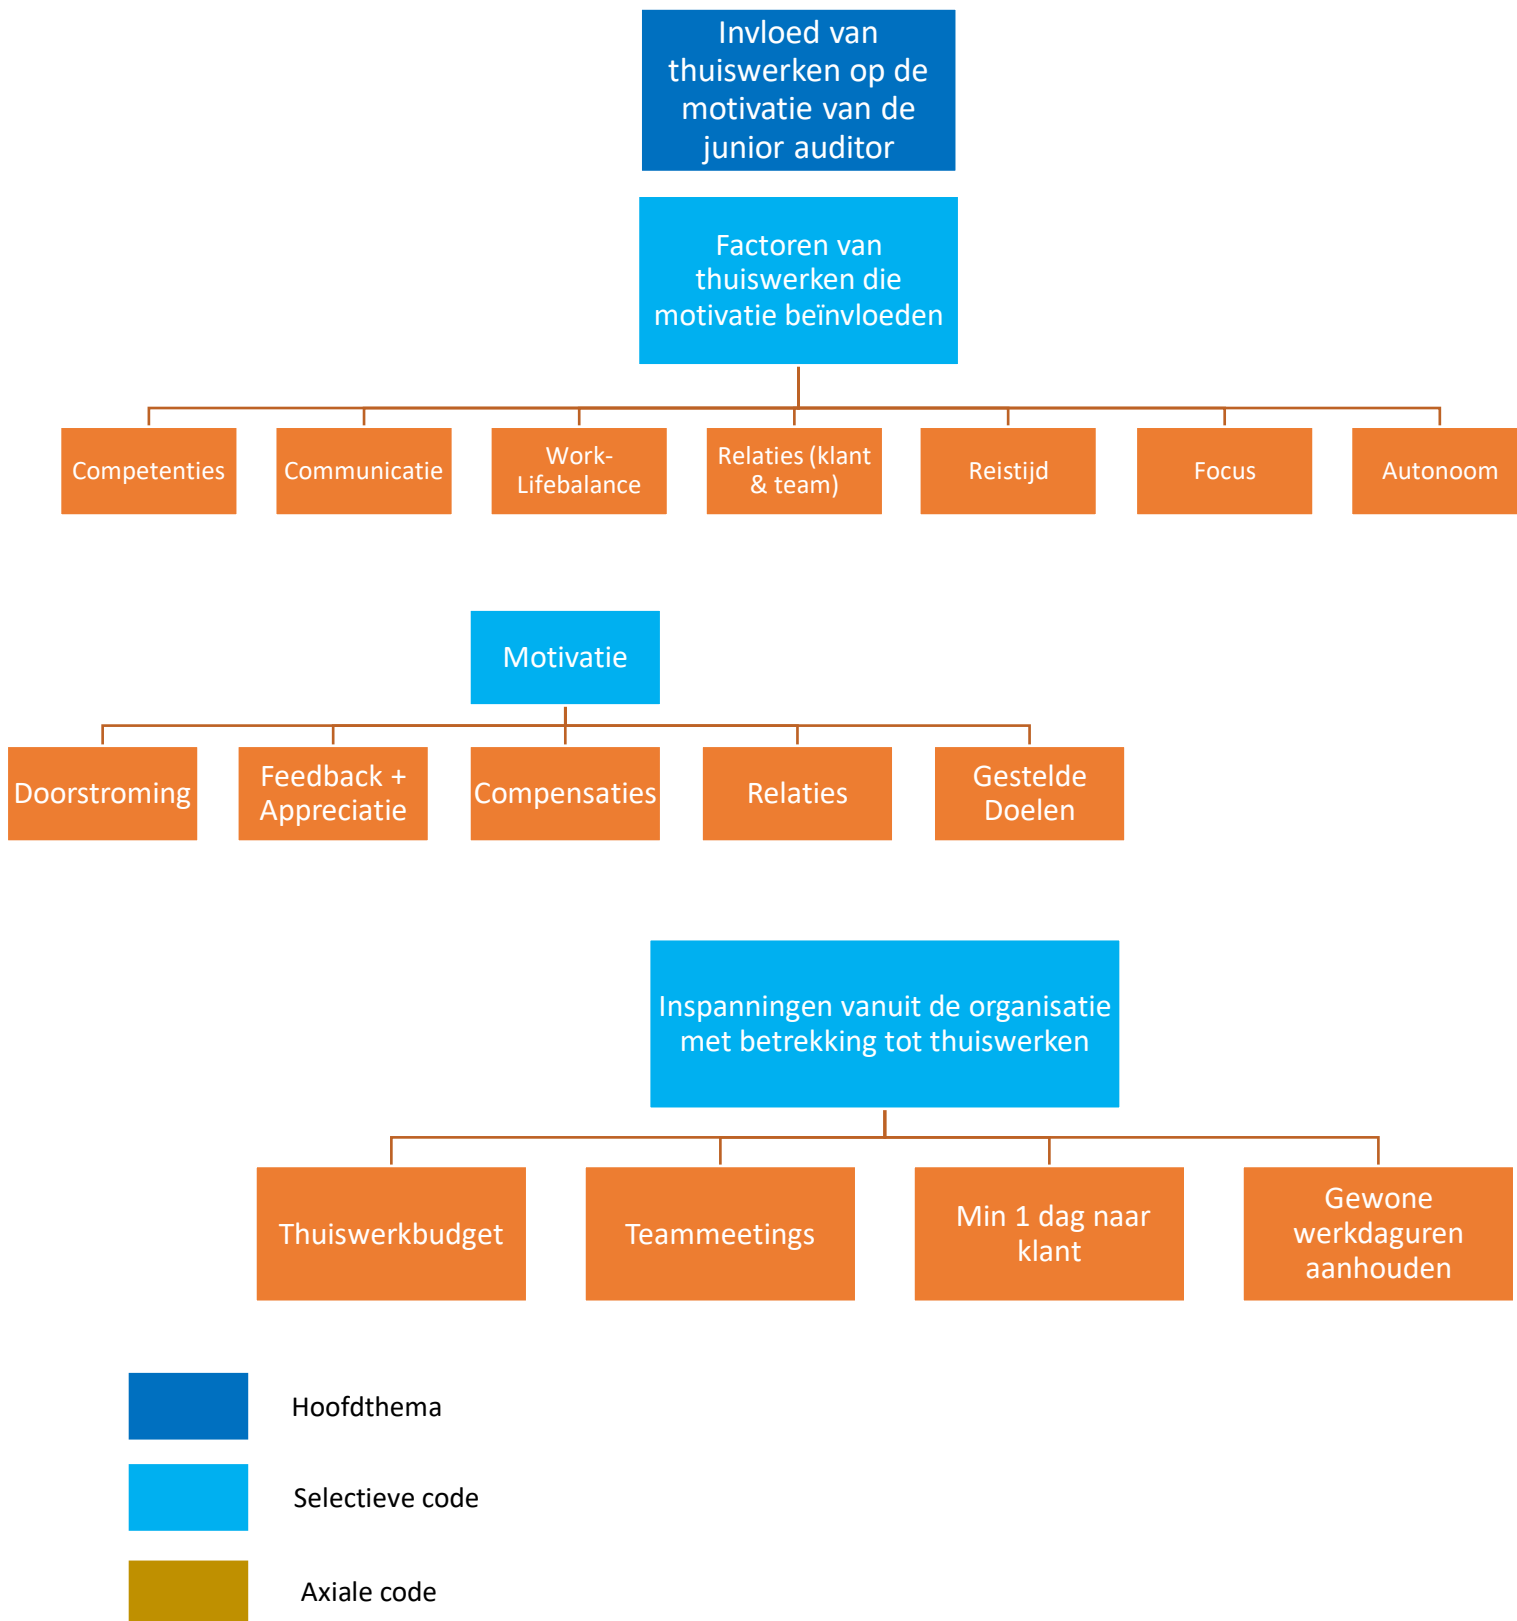 Invloed van
thuiswerken op de
motivatie van de
junior auditor
Factoren van
thuiswerken die
motivatie beïnvloeden
Competenties
Communicatie
Work-
Lifebalance
Relaties (klant
& team)
Reistijd
Focus
Autonoom
Motivatie
Doorstroming
Feedback +
Appreciatie
Compensaties
Relaties
Gestelde
Doelen
Inspanningen vanuit de organisatie
met betrekking tot thuiswerken
Thuiswerkbudget
Teammeetings
Min 1 dag naar
klant
Gewone
werkdaguren
aanhouden
Hoofdthema
Selectieve code
Axiale code